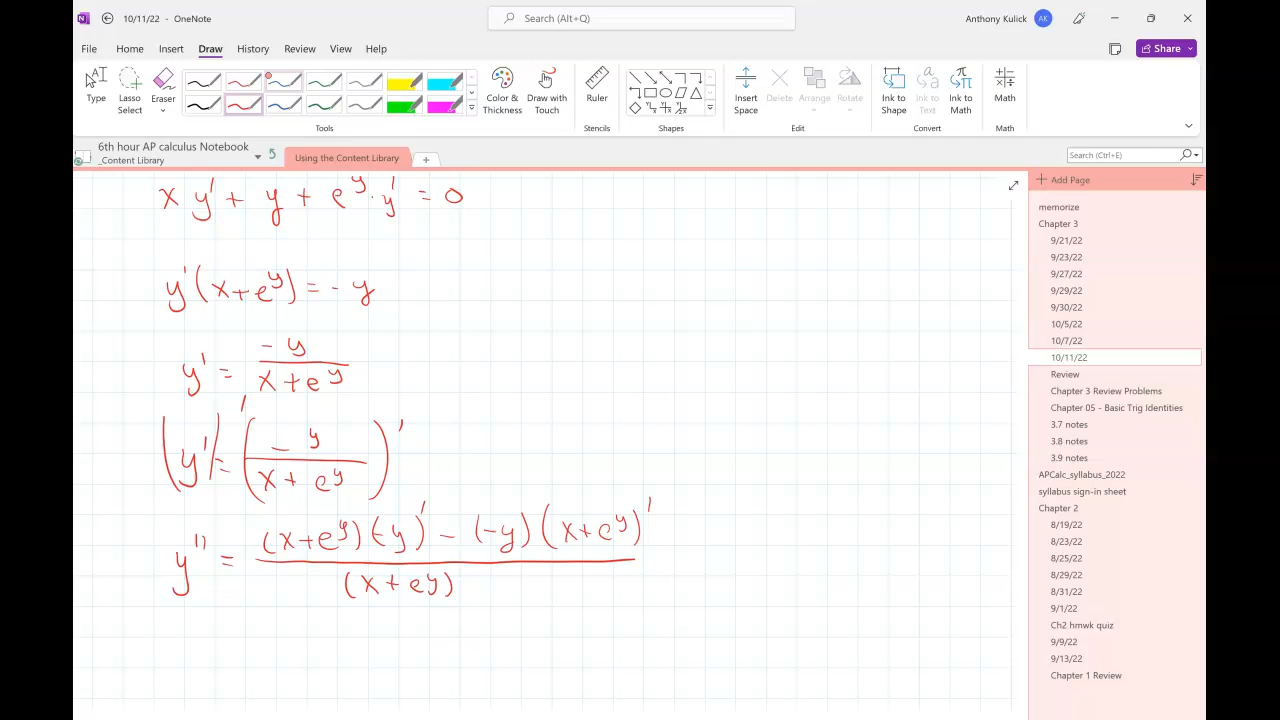 10/11/22 - OneNote
Search (Alt+Q)
Anthony Kulick
AK
File Home Insert Draw History Review View Help
Share
Type
Lasso Select
Eraser
Color & Thickness
Draw with Touch
Ruler
Insert Space
Delete
Arrange
Rotate
Ink to Shape
Ink to Text
Ink to Math
Math
Tools
Stencils
Shapes
Edit
Convert
Math
6th hour AP calculus Notebook
_Content Library
Using the Content Library
Search (Ctrl+E)
x y' + y + e^y · y' = 0
y'(x+e^y) = - y
y' = -y / (x + e^y)
(y')' = (-y / (x + e^y))'
y'' = ((x+e^y)(-y)' - (-y)(x+e^y)') / (x+e^y)
Add Page
memorize
Chapter 3
9/21/22
9/23/22
9/27/22
9/29/22
9/30/22
10/5/22
10/7/22
10/11/22
Review
Chapter 3 Review Problems
Chapter 05 - Basic Trig Identities
3.7 notes
3.8 notes
3.9 notes
APCalc_syllabus_2022
syllabus sign-in sheet
Chapter 2
8/19/22
8/23/22
8/25/22
8/29/22
8/31/22
9/1/22
Ch2 hmwk quiz
9/9/22
9/13/22
Chapter 1 Review